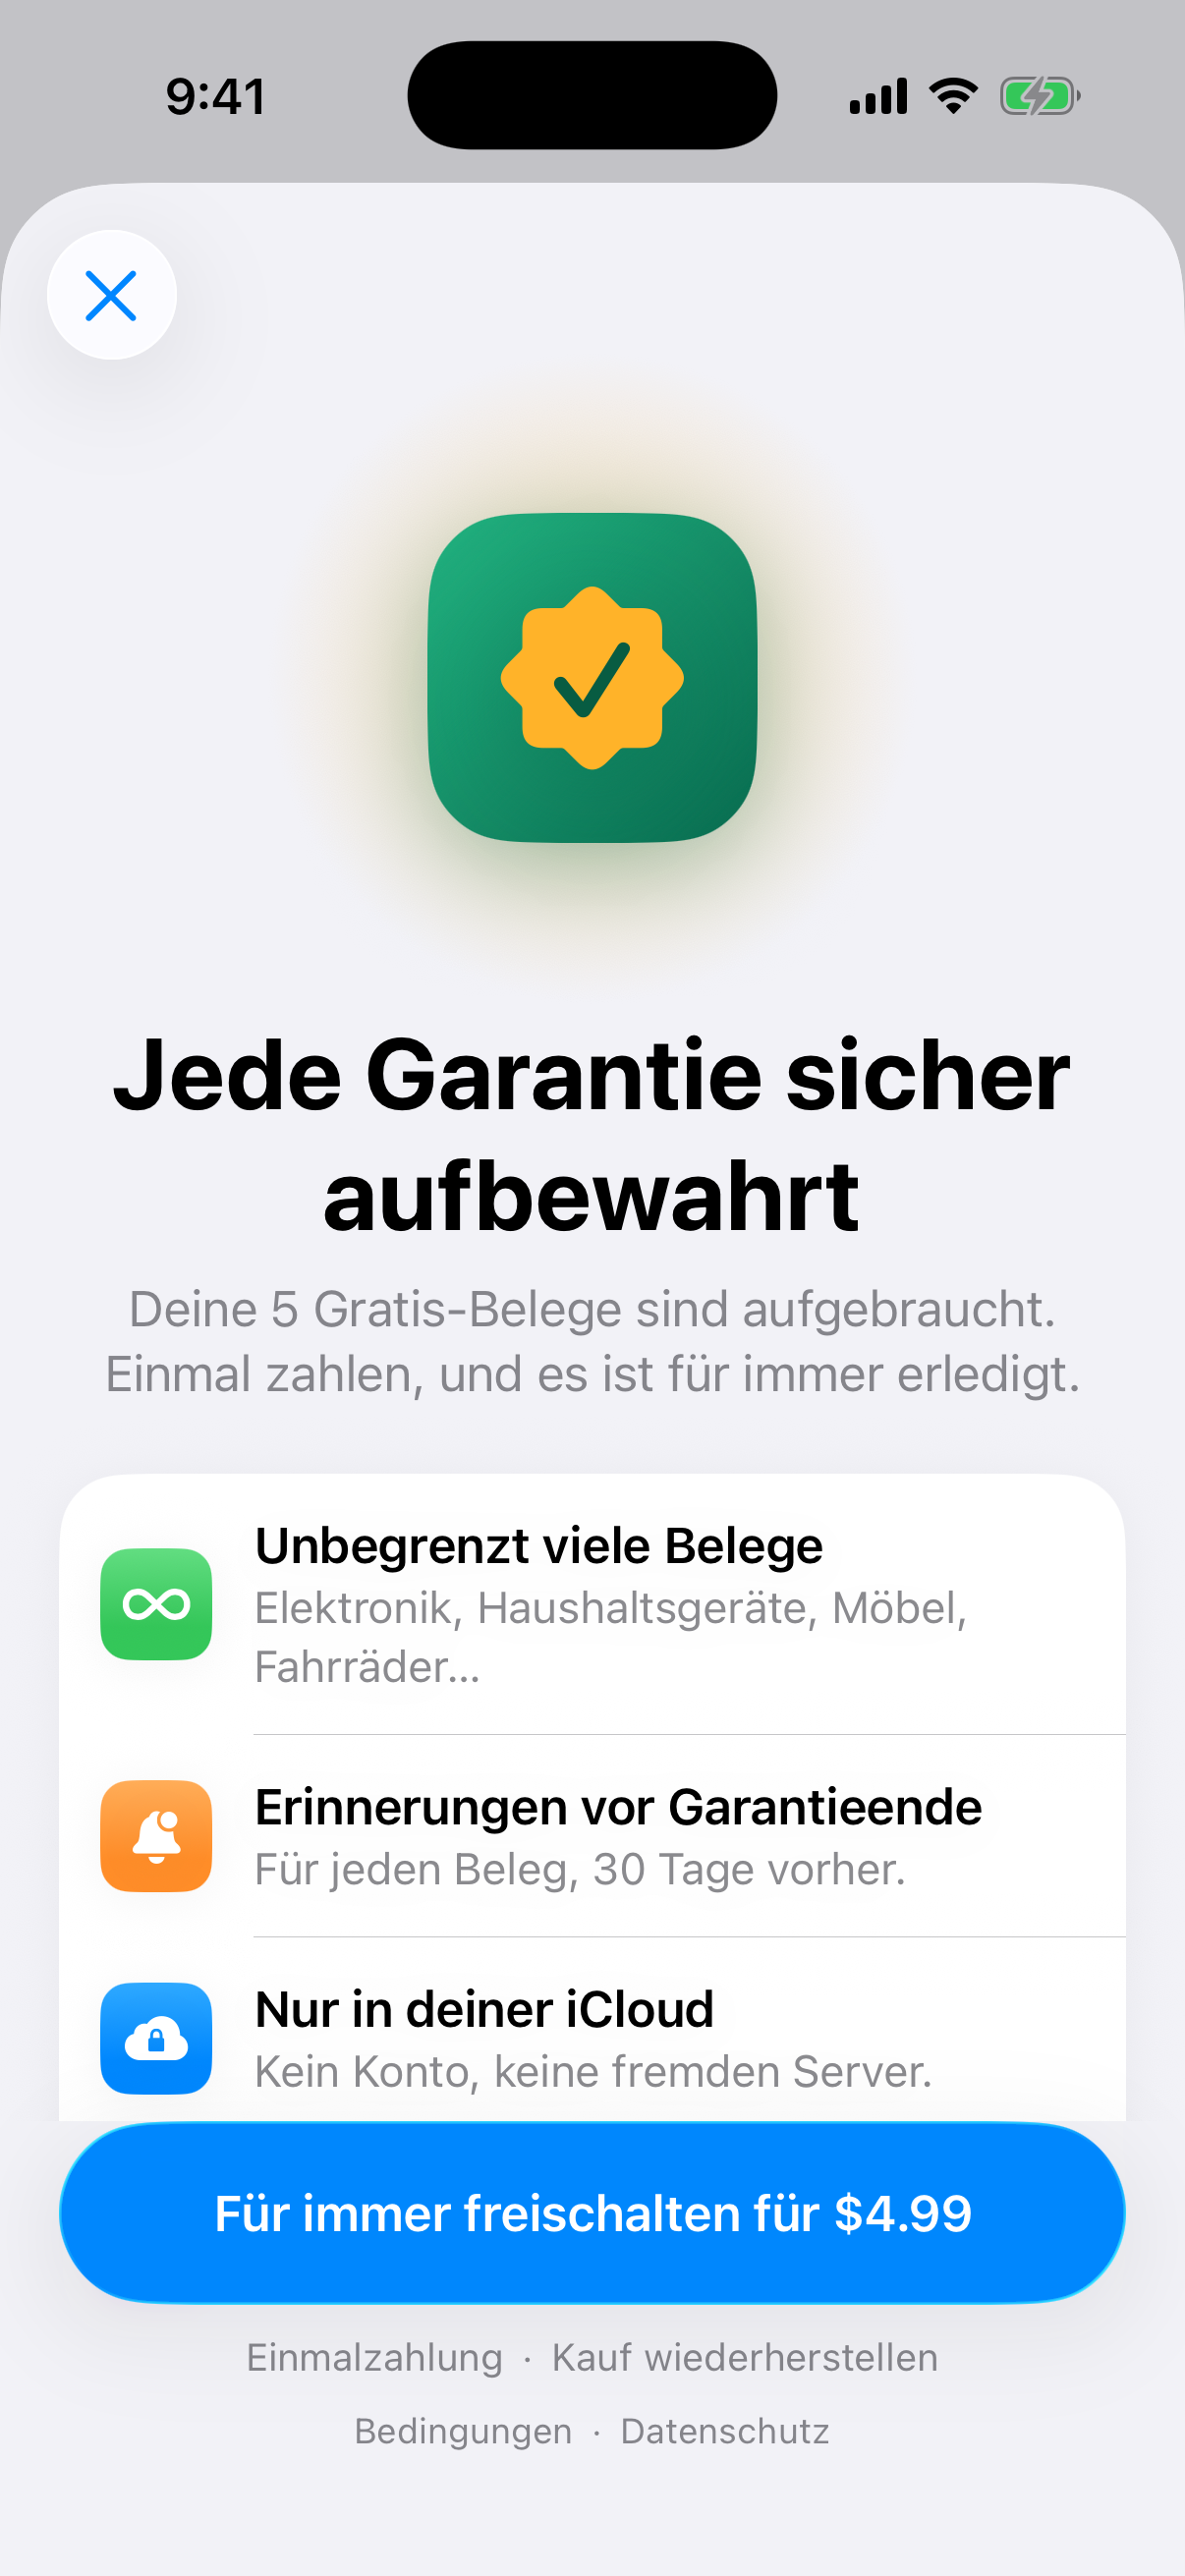 9:41
Jede Garantie sicher
aufbewahrt
Deine 5 Gratis-Belege sind aufgebraucht.
Einmal zahlen, und es ist für immer erledigt.
Unbegrenzt viele Belege
Elektronik, Haushaltsgeräte, Möbel,
Fahrräder...
Erinnerungen vor Garantieende
Für jeden Beleg, 30 Tage vorher.
Nur in deiner iCloud
Kein Konto, keine fremden Server.
Für immer freischalten für $4.99
Einmalzahlung · Kauf wiederherstellen
Bedingungen · Datenschutz